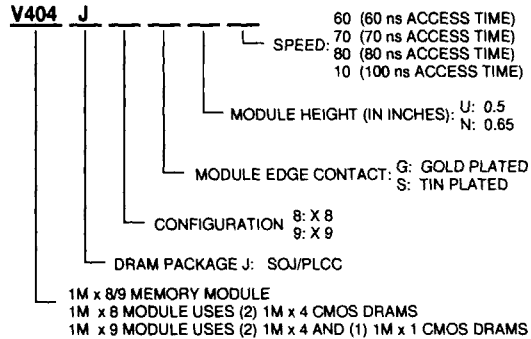 V404 J
SPEED: 60 (60 ns ACCESS TIME)
70 (70 ns ACCESS TIME)
80 (80 ns ACCESS TIME)
10 (100 ns ACCESS TIME)
MODULE HEIGHT (IN INCHES): U: 0.5
N: 0.65
MODULE EDGE CONTACT: G: GOLD PLATED
S: TIN PLATED
CONFIGURATION 8: X 8
9: X 9
DRAM PACKAGE J: SOJ/PLCC
1M x 8/9 MEMORY MODULE
1M x8 MODULE USES (2) 1M x 4 CMOS DRAMS
1M x 9 MODULE USES (2) 1M x 4 AND (1) 1M x 1 CMOS DRAMS